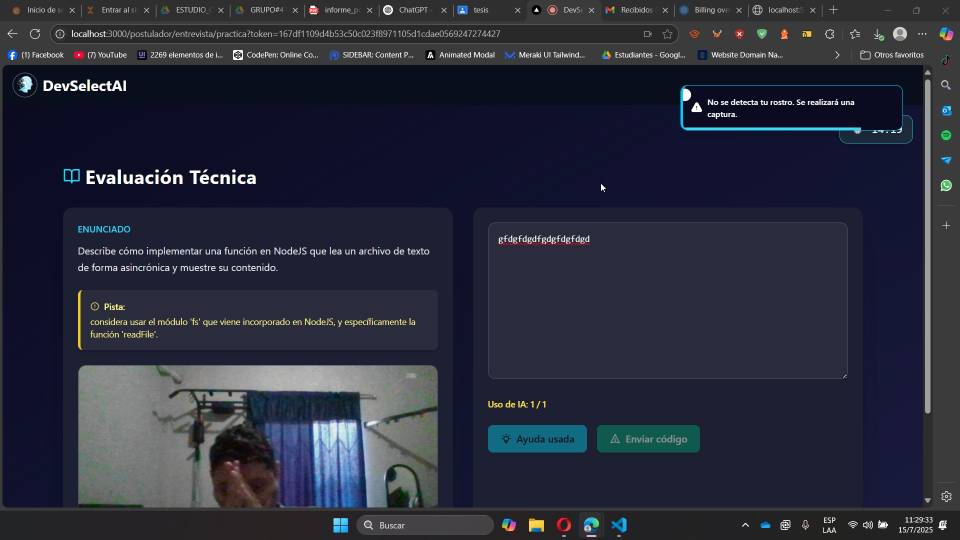 Inicio de s
Entrar al si
ESTUDIO_
GRUPO#4
informe_p
ChatGPT
tesis
DevS
Recibidos
Billing over
localhost:
localhost:3000/postulador/entrevista/practica?token=167df1109d4b53c50c023f8971105d1cdae0569247274427
(1) Facebook
(7) YouTube
2269 elementos de i...
CodePen: Online Co...
SIDEBAR: Content P...
Animated Modal
Meraki UI Tailwind...
Estudiantes - Googl...
Website Domain Na...
Otros favoritos
DevSelectAI
No se detecta tu rostro. Se realizará una
captura.
Evaluación Técnica
ENUNCIADO
Describe cómo implementar una función en NodeJS que lea un archivo de texto
de forma asincrónica y muestre su contenido.
Pista:
considera usar el módulo 'fs' que viene incorporado en NodeJS, y específicamente la
función 'readFile'.
gfdgfdgdfgdgfdgfdgd
Uso de IA: 1 / 1
Ayuda usada
Enviar código
Buscar
ESP
LAA
11:29:33
15/7/2025